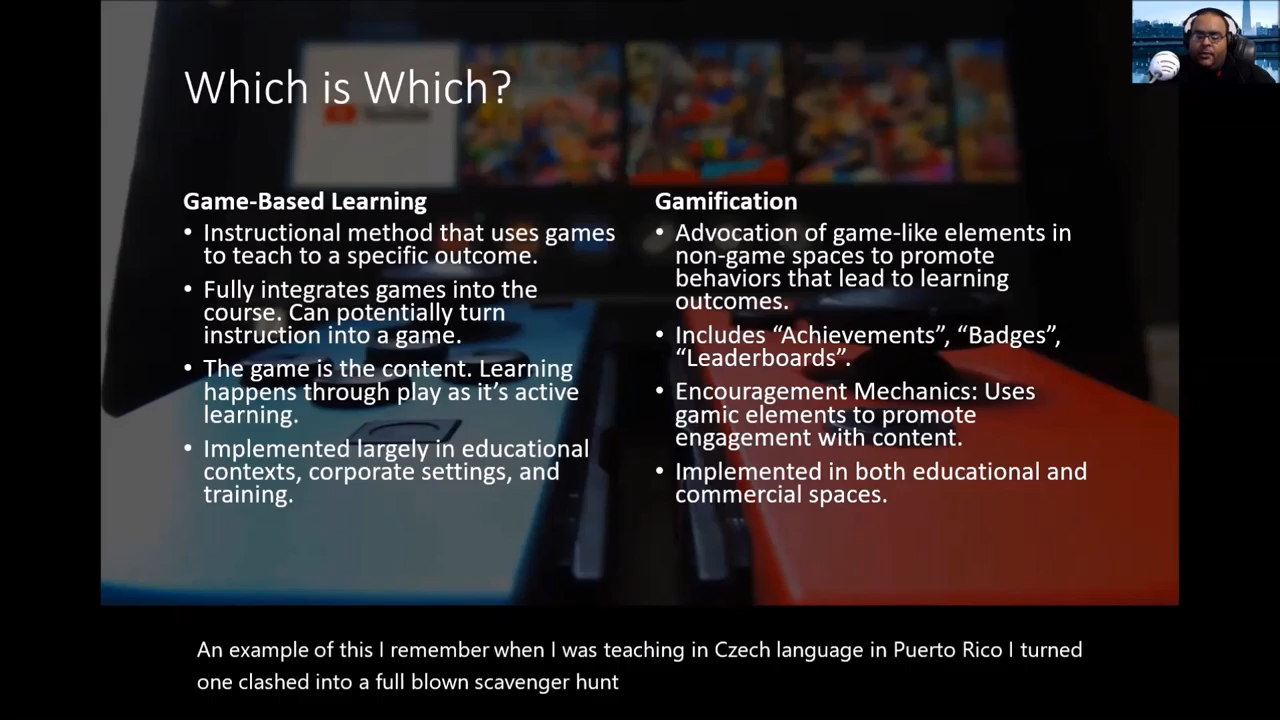 Which is Which?
Game-Based Learning
• Instructional method that uses games
to teach to a specific outcome.
• Fully integrates games into the
course. Can potentially turn
instruction into a game.
• The game is the content. Learning
happens through play as it’s active
learning.
• Implemented largely in educational
contexts, corporate settings, and
training.
Gamification
• Advocation of game-like elements in
non-game spaces to promote
behaviors that lead to learning
outcomes.
• Includes “Achievements”, “Badges”,
“Leaderboards”.
• Encouragement Mechanics: Uses
gamic elements to promote
engagement with content.
• Implemented in both educational and
commercial spaces.
An example of this I remember when I was teaching in Czech language in Puerto Rico I turned
one clashed into a full blown scavenger hunt